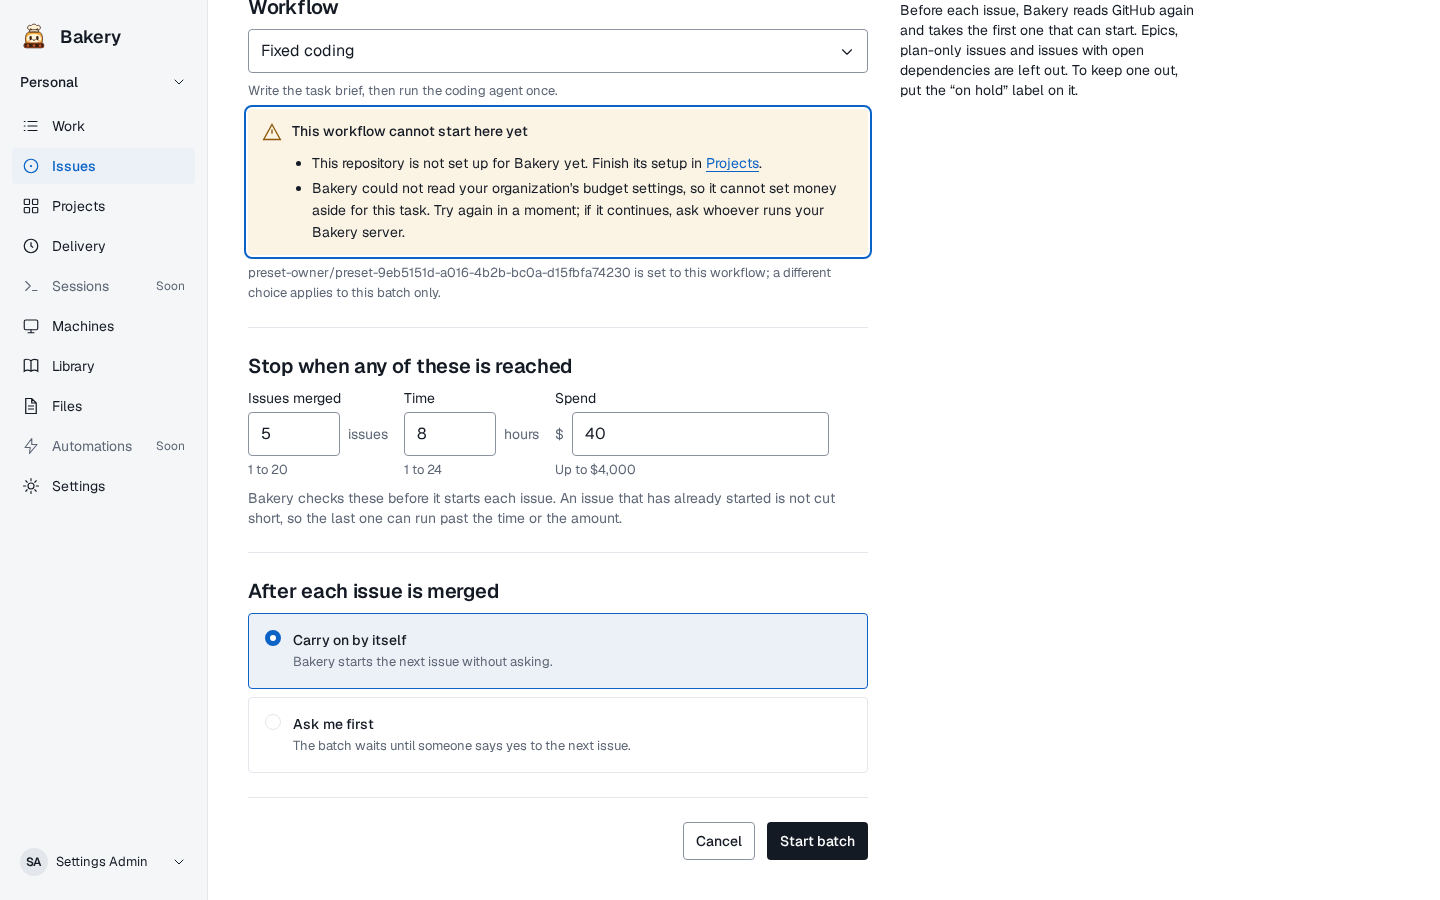 Bakery
Personal
Work
Issues
Projects
Delivery
Sessions Soon
Machines
Library
Files
Automations Soon
Settings
SA Settings Admin
Workflow
Fixed coding
Write the task brief, then run the coding agent once.
This workflow cannot start here yet
• This repository is not set up for Bakery yet. Finish its setup in Projects.
• Bakery could not read your organization's budget settings, so it cannot set money
aside for this task. Try again in a moment; if it continues, ask whoever runs your
Bakery server.
preset-owner/preset-9eb5151d-a016-4b2b-bc0a-d15fbfa74230 is set to this workflow; a different
choice applies to this batch only.
Stop when any of these is reached
Issues merged Time Spend
5 issues 8 hours $ 40
1 to 20 1 to 24 Up to $4,000
Bakery checks these before it starts each issue. An issue that has already started is not cut
short, so the last one can run past the time or the amount.
After each issue is merged
Carry on by itself
Bakery starts the next issue without asking.
Ask me first
The batch waits until someone says yes to the next issue.
Cancel Start batch
Before each issue, Bakery reads GitHub again
and takes the first one that can start. Epics,
plan-only issues and issues with open
dependencies are left out. To keep one out,
put the “on hold” label on it.